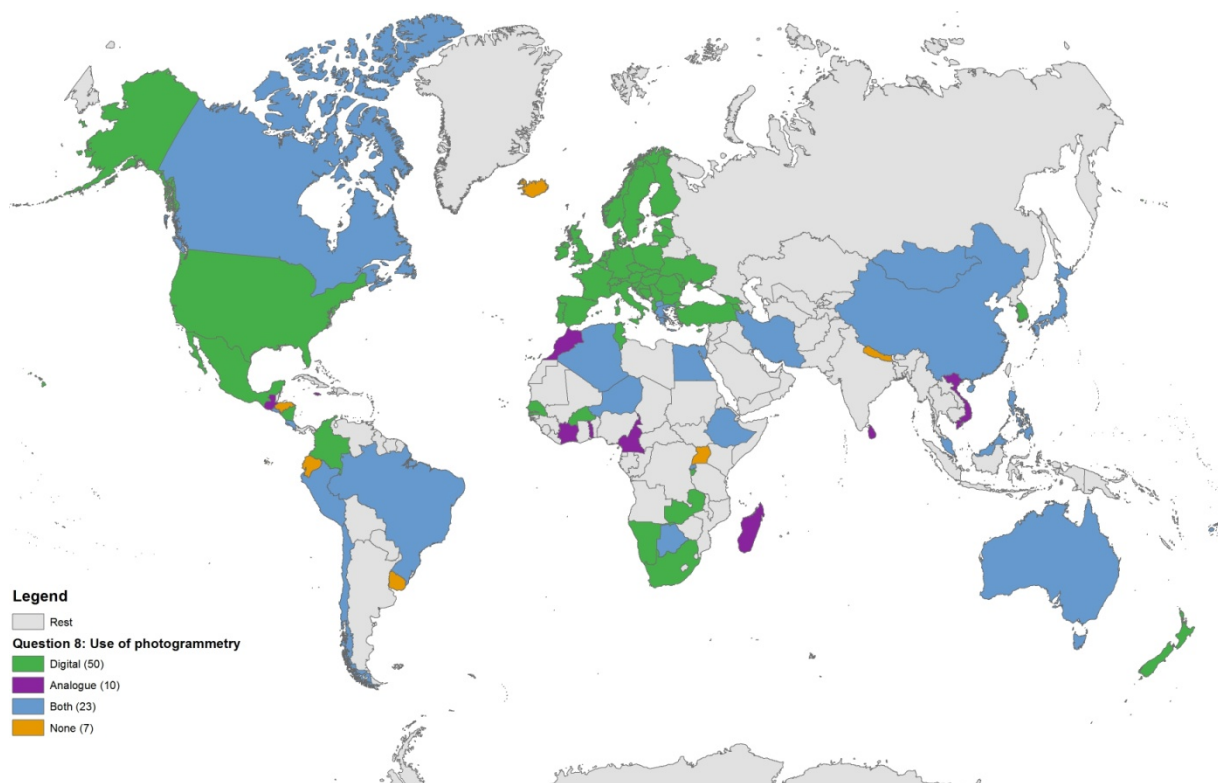 Legend
Rest
Question 8: Use of photogrammetry
Digital (50)
Analogue (10)
Both (23)
None (7)